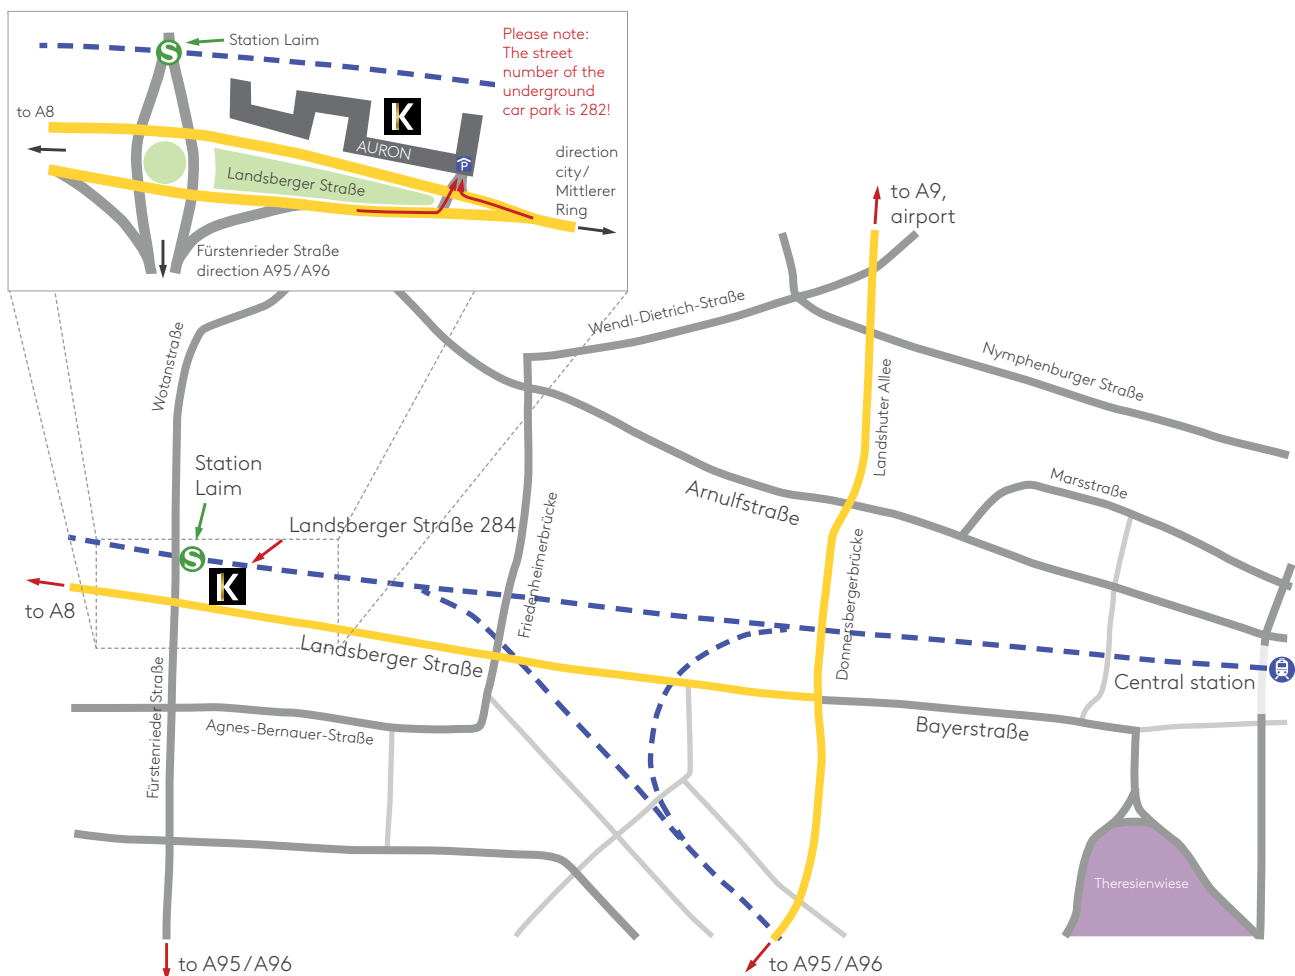 Station Laim
Please note:
The street
number of the
underground
car park is 282!
to A8
K
AURON
P
Landsberger Straße
direction
city/
Mittlerer
Ring
Fürstenrieder Straße
direction A95/A96
S
to A9,
airport
Wendl-Dietrich-Straße
Wotanstraße
Nymphenburger Straße
Landshuter Allee
Station
Laim
Arnulfstraße
Marsstraße
Landsberger Straße 284
S
K
to A8
Friedenheimerbrücke
Donnersbergerbrücke
Landsberger Straße
Central station
Fürstenrieder Straße
Agnes-Bernauer-Straße
Bayerstraße
Theresienwiese
to A95/A96
to A95/A96